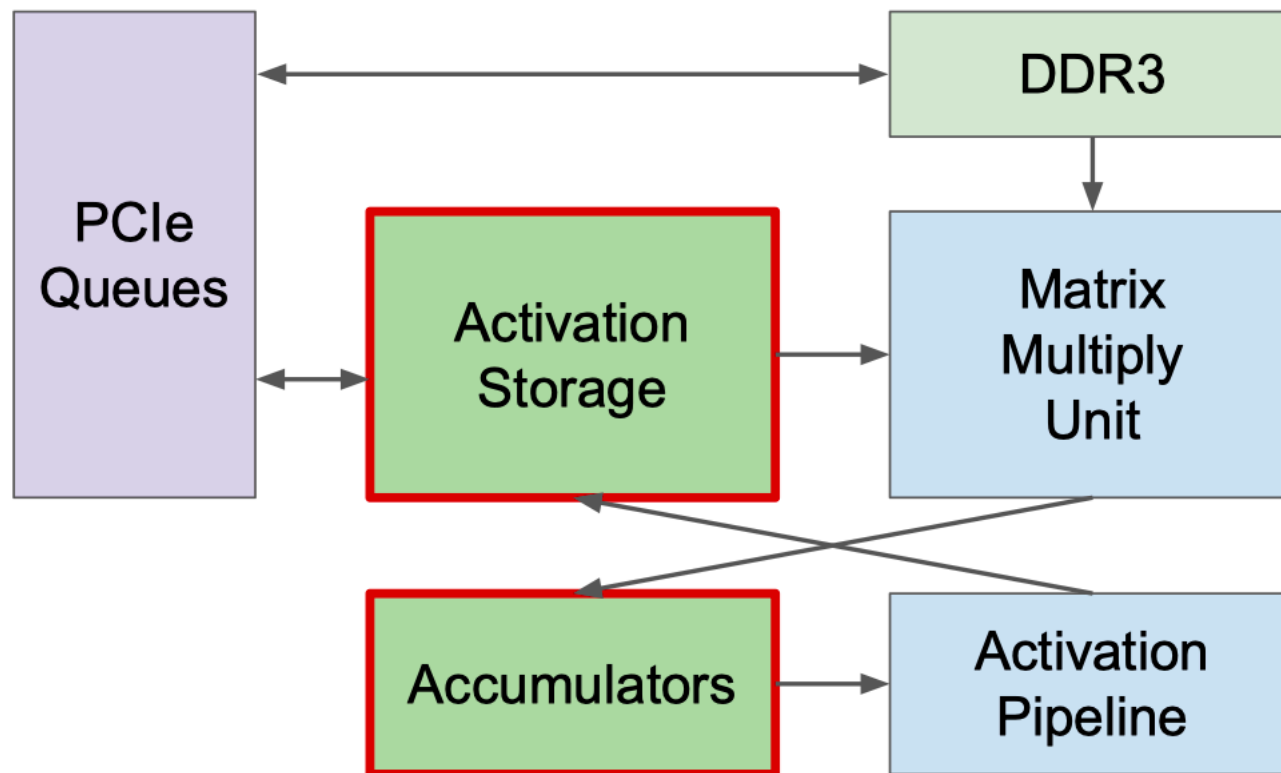 PCIe
Queues
DDR3
Activation
Storage
Matrix
Multiply
Unit
Accumulators
Activation
Pipeline